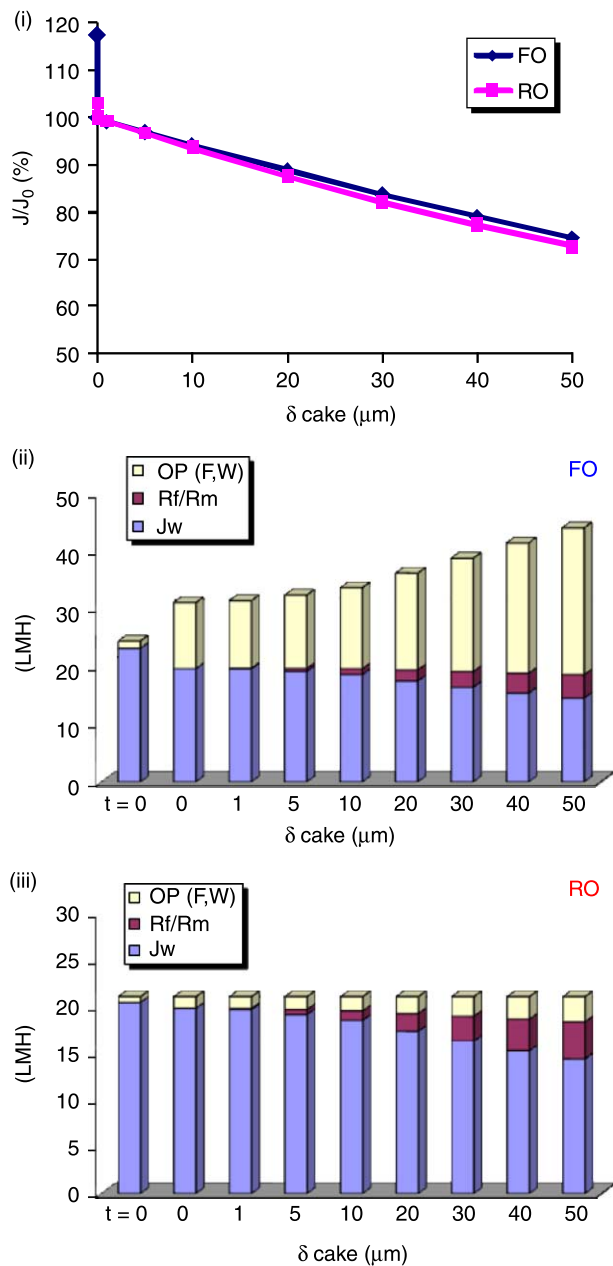 (i)
120
110
100
90
80
70
60
50
J/J₀ (%)
FO
RO
0 10 20 30 40 50
δ cake (μm)
(ii)
FO
OP (F,W)
Rf/Rm
Jw
50
40
30
20
10
0
(LMH)
t = 0 0 1 5 10 20 30 40 50
δ cake (μm)
(iii)
RO
OP (F,W)
Rf/Rm
Jw
30
25
20
15
10
5
0
(LMH)
t = 0 0 1 5 10 20 30 40 50
δ cake (μm)